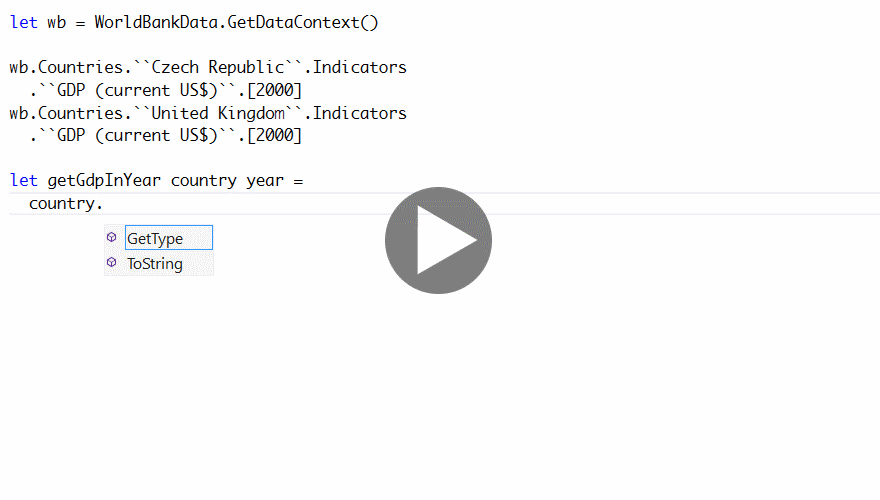 let wb = WorldBankData.GetDataContext()
wb.Countries.``Czech Republic``.Indicators
.``GDP (current US$)``.[2000]
wb.Countries.``United Kingdom``.Indicators
.``GDP (current US$)``.[2000]
let getGdpInYear country year =
country.
GetType
ToString